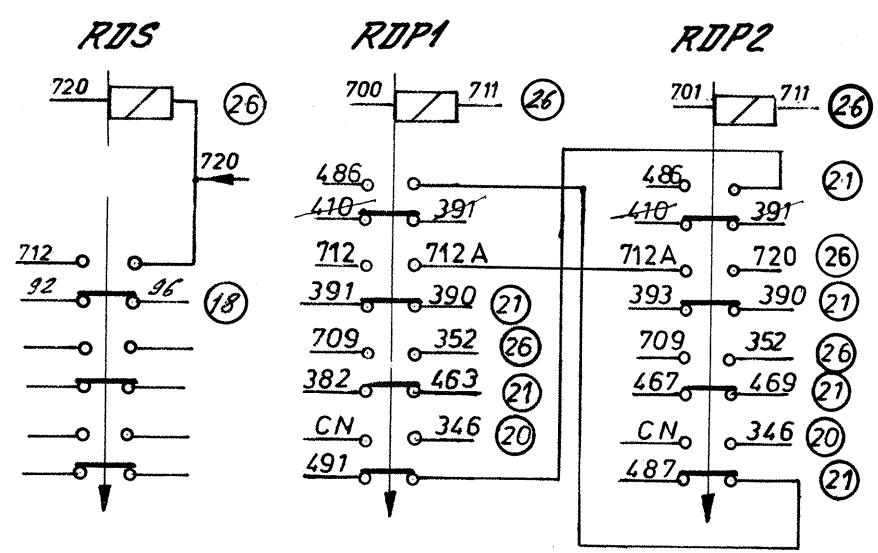 RDS RDP1 RDP2
720 26 700 711 26 701 711 26
720
486 486 21
410 391 410 391
712 712 712A 712A 720 26
92 96 18 391 390 21 393 390 21
709 352 26 709 352 26
382 463 21 467 469 21
CN 346 20 CN 346 20
491 487 21